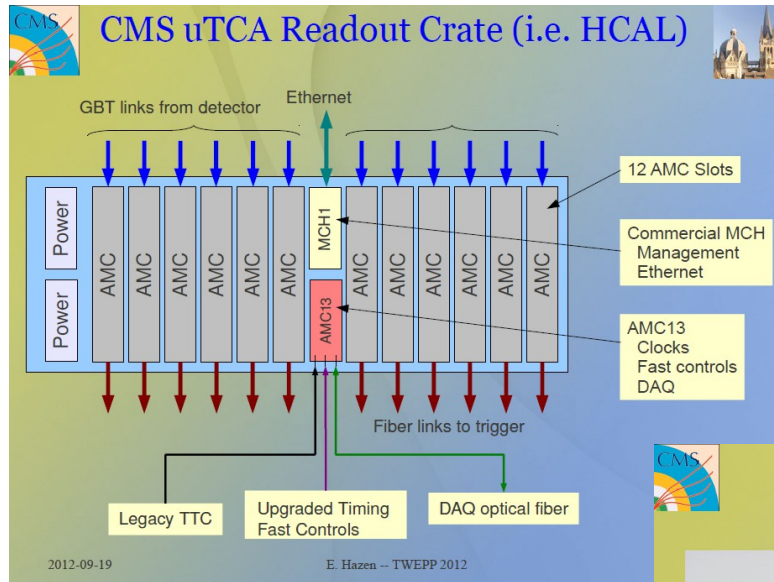 CMS
CMS uTCA Readout Crate (i.e. HCAL)
GBT links from detector
Ethernet
12 AMC Slots
Power
Power
AMC
AMC
AMC
AMC
AMC
AMC
MCH1
AMC13
AMC
AMC
AMC
AMC
AMC
AMC
Commercial MCH
Management
Ethernet
AMC13
Clocks
Fast controls
DAQ
Fiber links to trigger
Legacy TTC
Upgraded Timing
Fast Controls
DAQ optical fiber
CMS
2012-09-19
E. Hazen -- TWEPP 2012